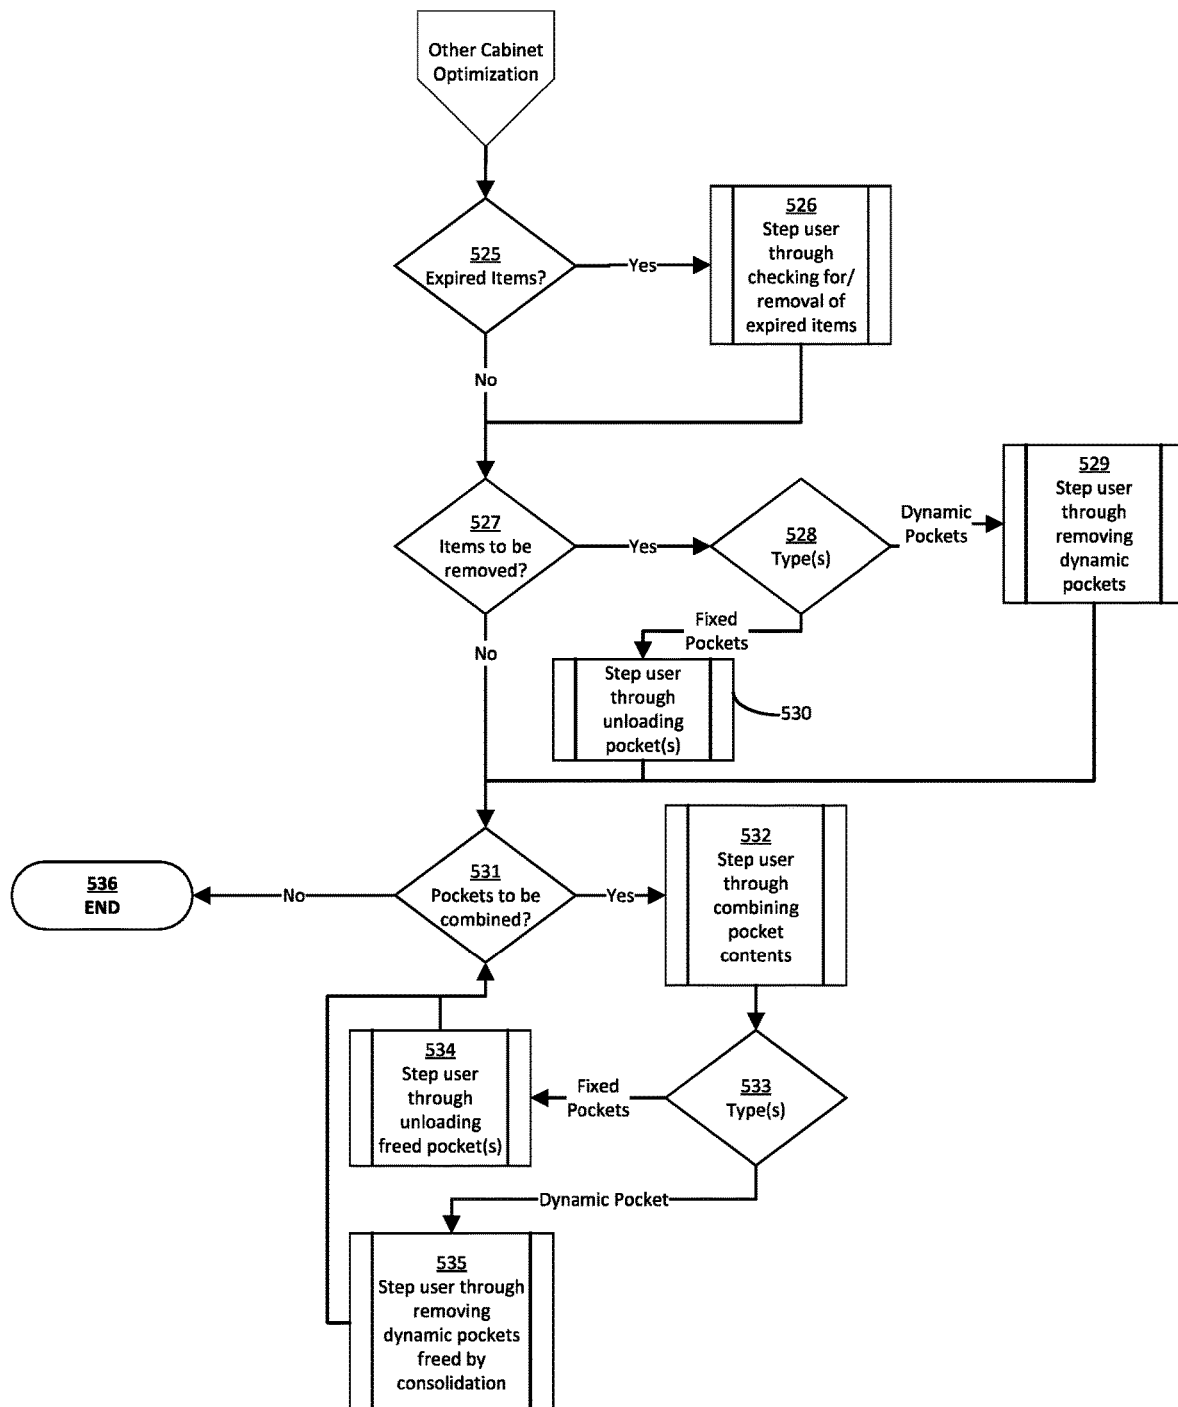 Other Cabinet
Optimization
525
Expired Items?
Yes
526
Step user
through
checking for/
removal of
expired items
No
527
Items to be
removed?
Yes
528
Type(s)
Dynamic
Pockets
529
Step user
through
removing
dynamic
pockets
No
Fixed
Pockets
Step user
through
unloading
pocket(s)
530
531
Pockets to be
combined?
No
536
END
Yes
532
Step user
through
combining
pocket
contents
533
Type(s)
Fixed
Pockets
534
Step user
through
unloading
freed pocket(s)
Dynamic Pocket
535
Step user through
removing
dynamic pockets
freed by
consolidation